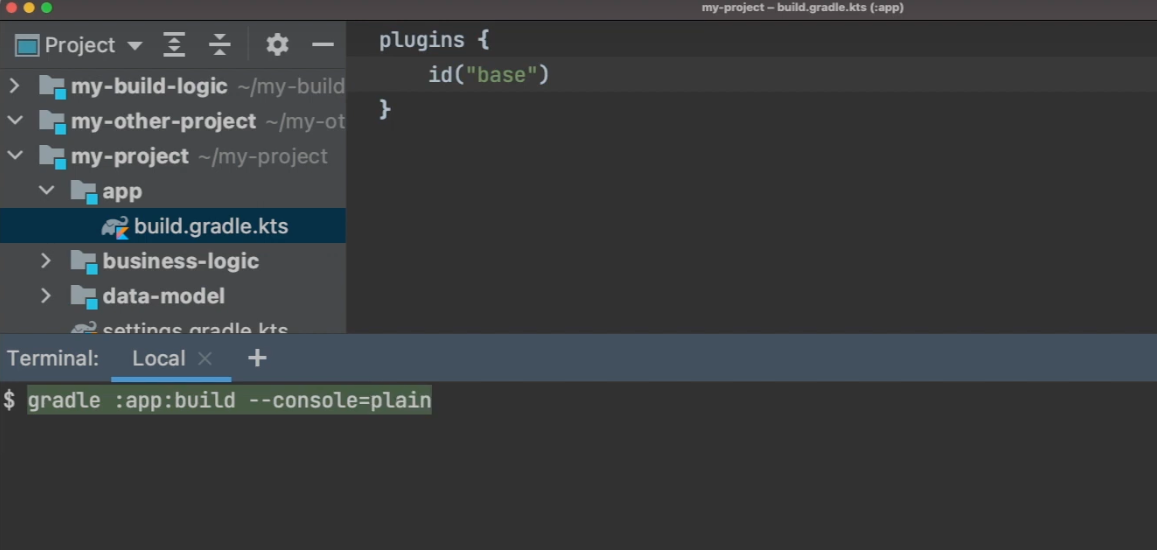 my-project – build.gradle.kts (:app)
Project
my-build-logic ~/my-build
my-other-project ~/my-ot
my-project ~/my-project
app
build.gradle.kts
business-logic
data-model
settings.gradle.kts
plugins {
id("base")
}
Terminal: Local × +
$ gradle :app:build --console=plain